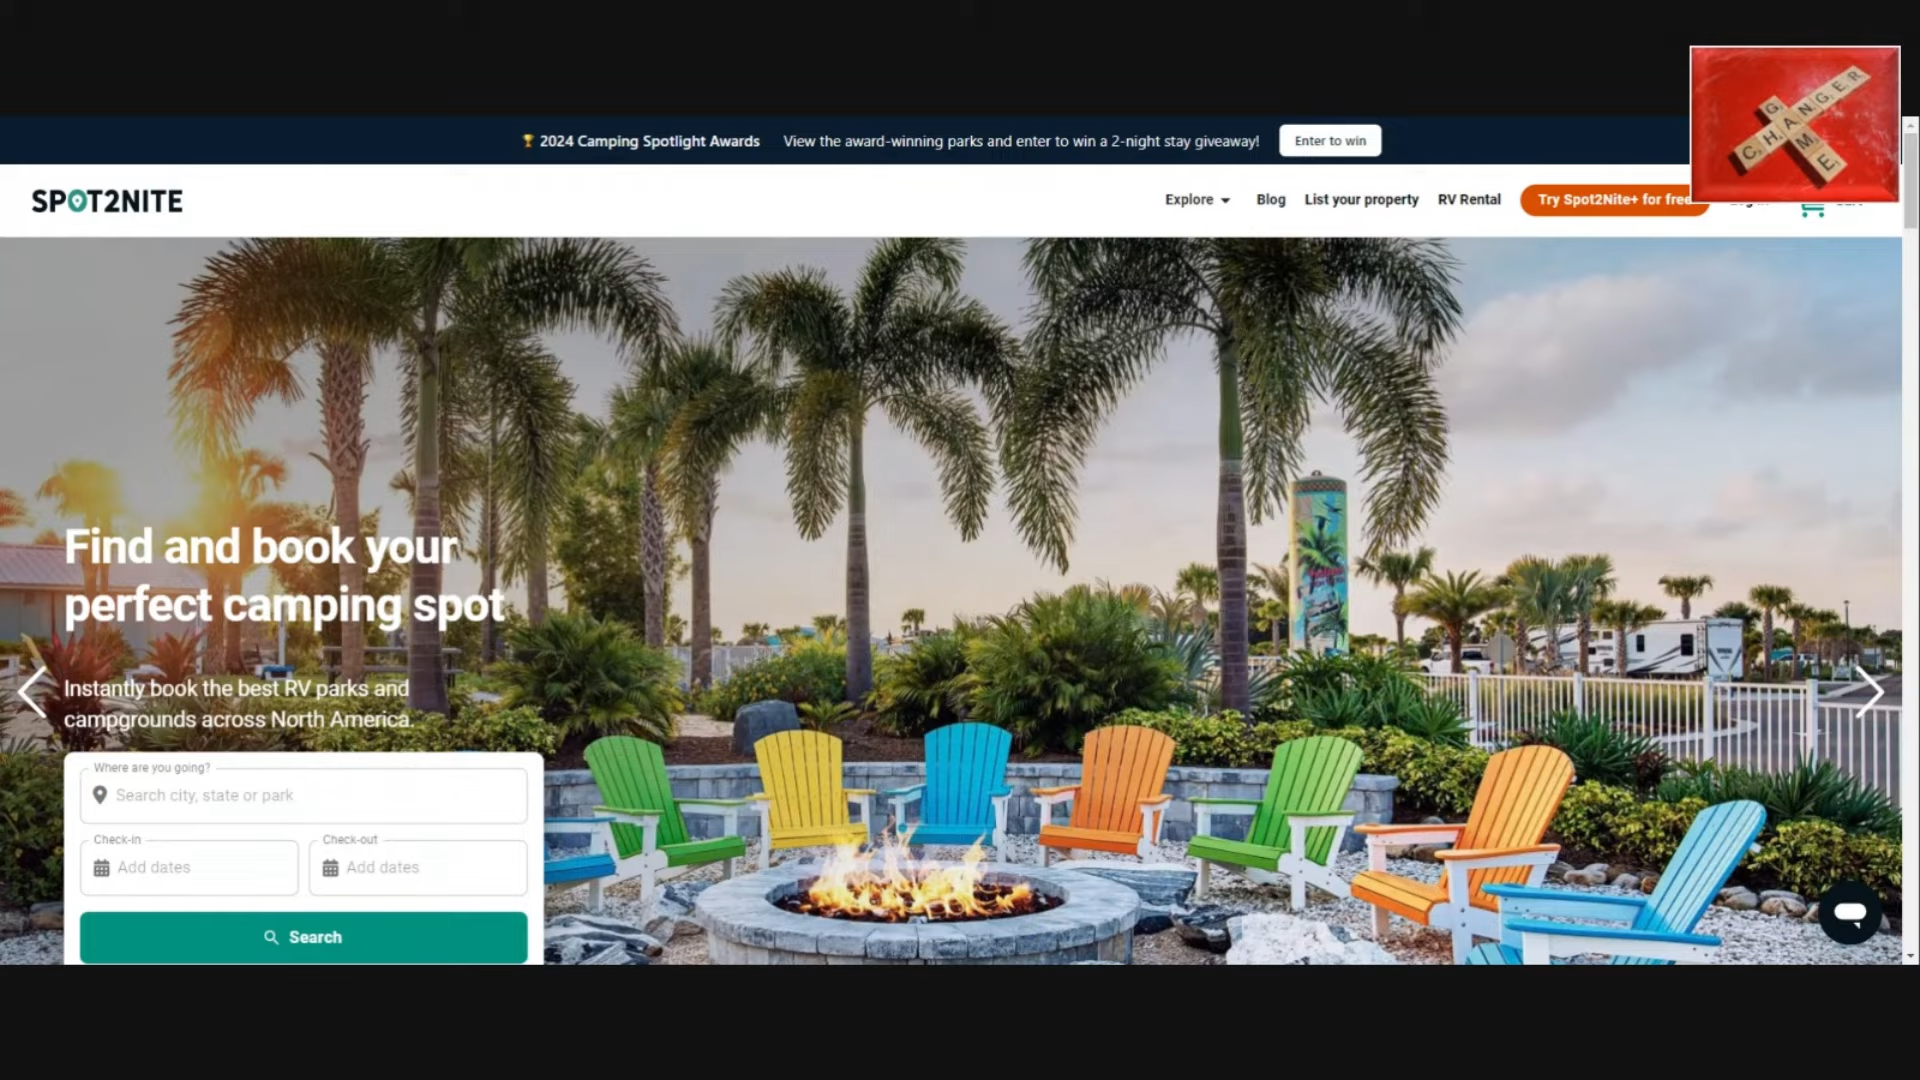 🏆 2024 Camping Spotlight Awards View the award-winning parks and enter to win a 2-night stay giveaway! Enter to win
SPOT2NITE
Explore Blog List your property RV Rental Try Spot2Nite+ for free
GAME
CHANGER
Find and book your
perfect camping spot
Instantly book the best RV parks and
campgrounds across North America.
Where are you going?
Search city, state or park
Check-in Check-out
Add dates Add dates
Search